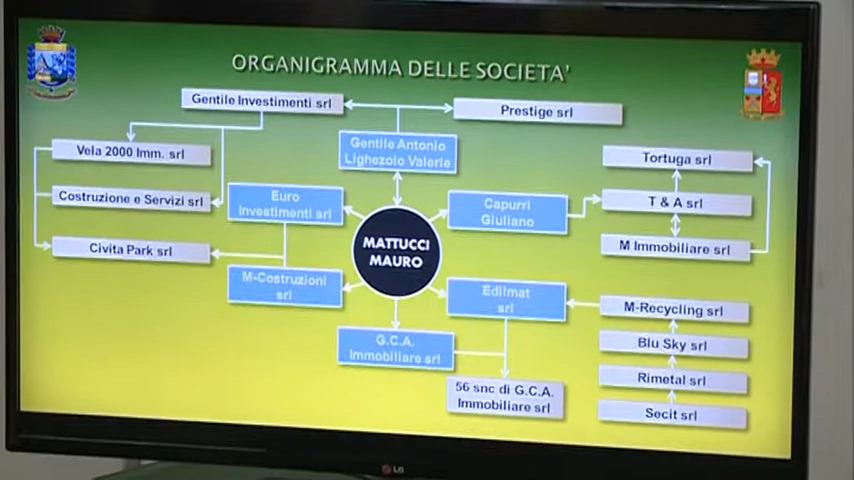 ORGANIGRAMMA DELLE SOCIETA'
Gentile Investimenti srl
Prestige srl
Gentile Antonio
Lighezolo Valerie
Vela 2000 Imm. srl
Tortuga srl
Costruzione e Servizi srl
Euro
Investimenti srl
Capurri
Giuliano
T & A srl
MATTUCCI
MAURO
Civita Park srl
M Immobiliare srl
M-Costruzioni
srl
Edilmat
srl
M-Recycling srl
G.C.A.
Immobiliare srl
Blu Sky srl
Rimetal srl
56 snc di G.C.A.
Immobiliare srl
Secit srl
LG